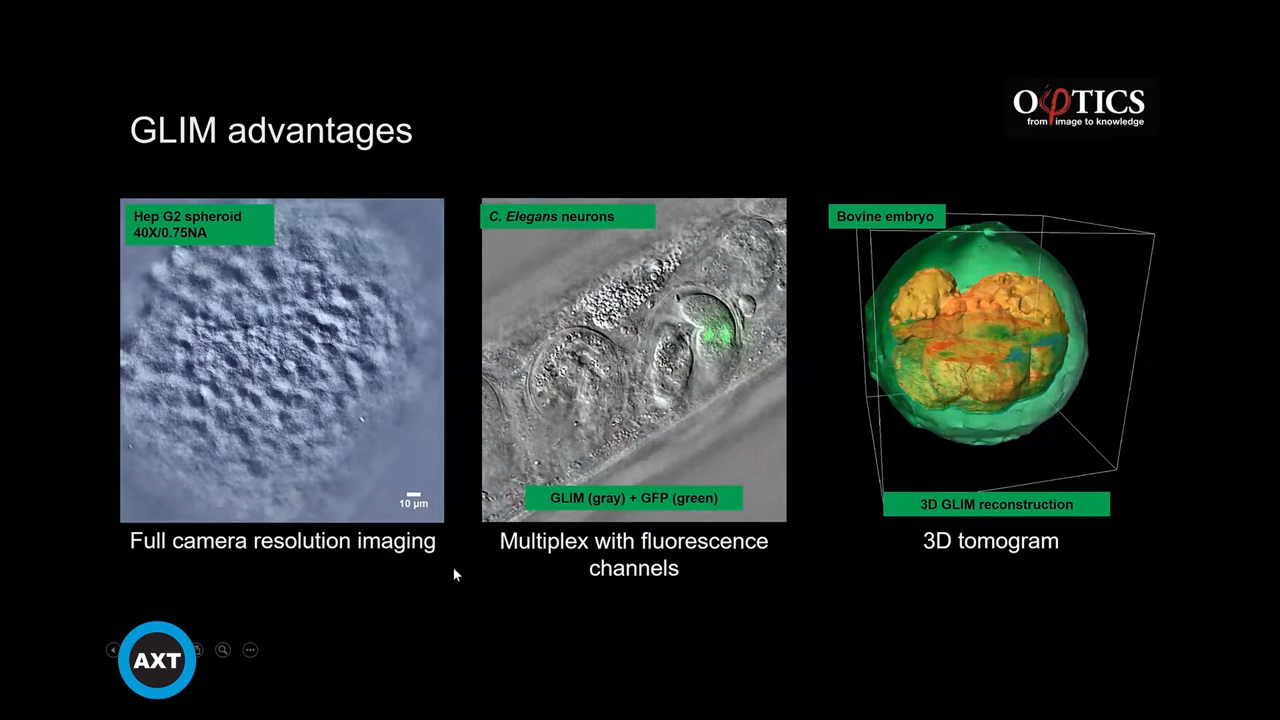 OφTICS
from image to knowledge
GLIM advantages
Hep G2 spheroid
40X/0.75NA
10 µm
Full camera resolution imaging
C. Elegans neurons
GLIM (gray) + GFP (green)
Multiplex with fluorescence
channels
Bovine embryo
3D GLIM reconstruction
3D tomogram
AXT